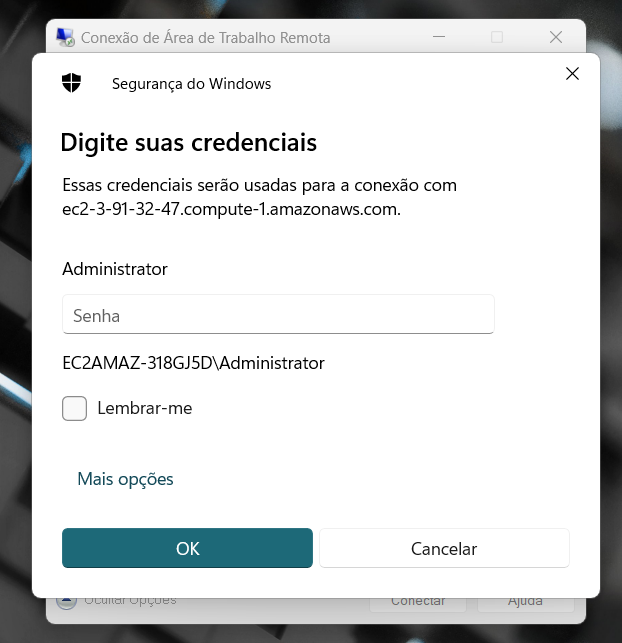 Conexão de Área de Trabalho Remota
Segurança do Windows
Digite suas credenciais
Essas credenciais serão usadas para a conexão com
ec2-3-91-32-47.compute-1.amazonaws.com.
Administrator
Senha
EC2AMAZ-318GJ5D\Administrator
Lembrar-me
Mais opções
OK
Cancelar
Ocultar Opções
Conectar
Ajuda